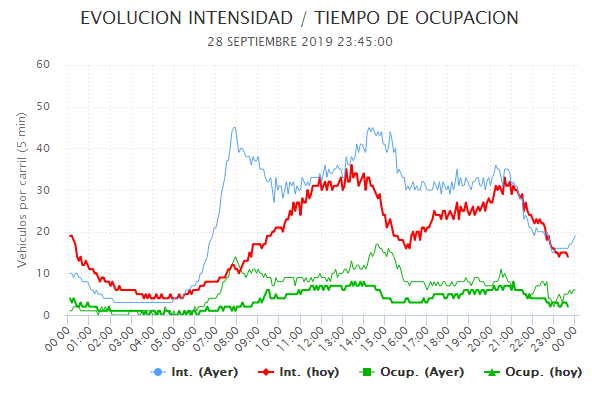 EVOLUCION INTENSIDAD / TIEMPO DE OCUPACION
28 SEPTIEMBRE 2019 23:45:00
Vehiculos por carril (5 min)
60
50
40
30
20
10
0
00:00 01:00 02:00 03:00 04:00 05:00 06:00 07:00 08:00 09:00 10:00 11:00 12:00 13:00 14:00 15:00 16:00 17:00 18:00 19:00 20:00 21:00 22:00 23:00 00:00
Int. (Ayer) Int. (hoy) Ocup. (Ayer) Ocup. (hoy)